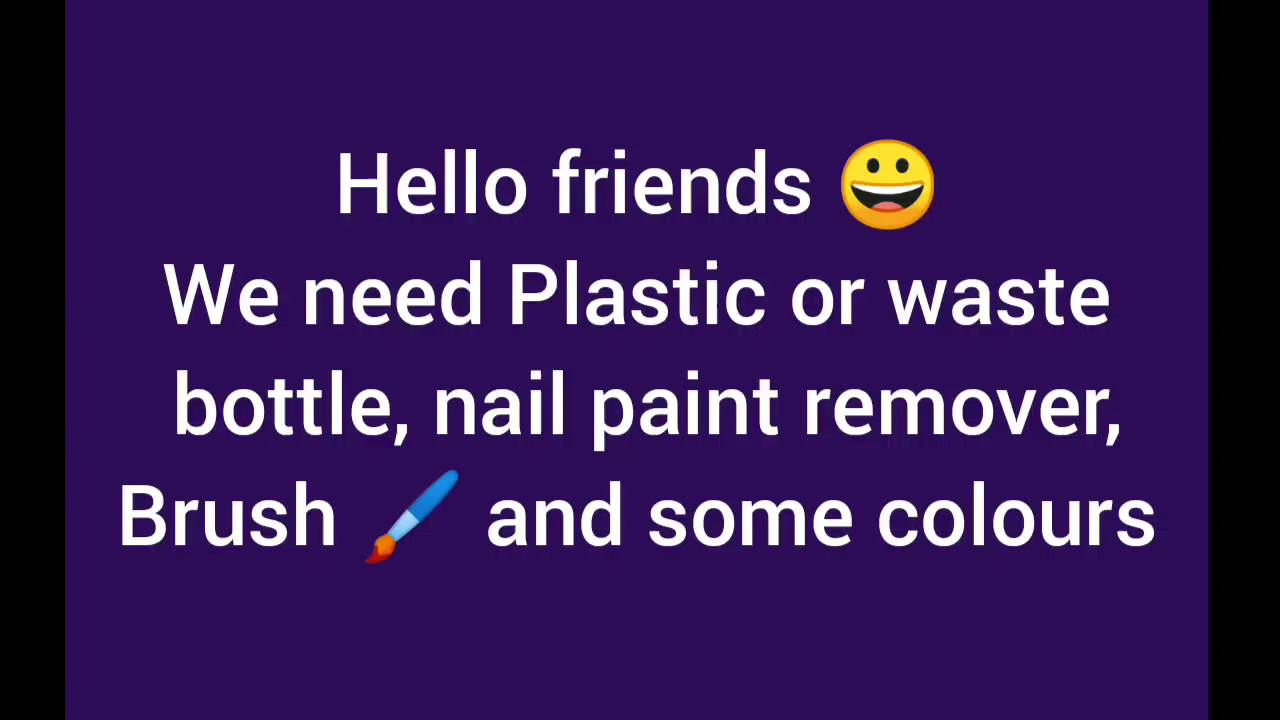 Hello friends 😀
We need Plastic or waste
bottle, nail paint remover,
Brush 🖌️ and some colours